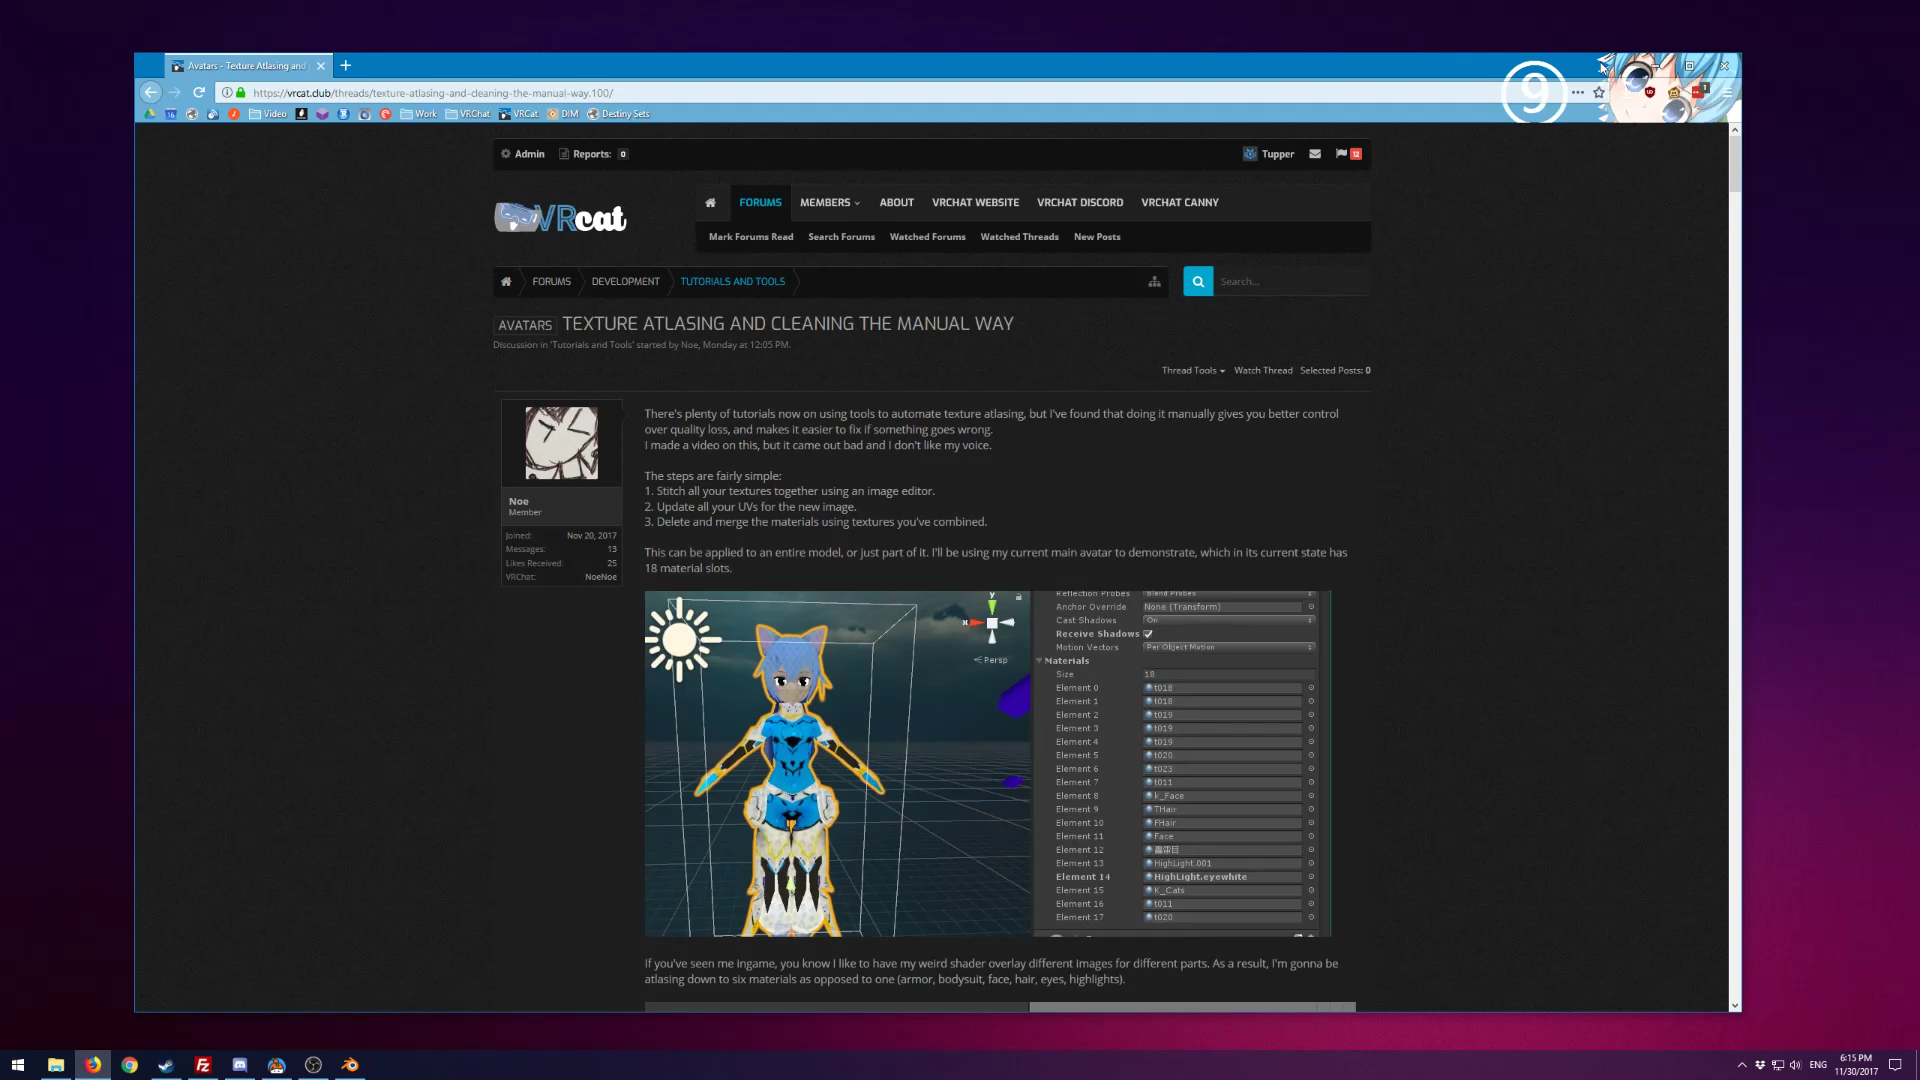 Avatars - Texture Atlasing and
https://vrcat.club/threads/texture-atlasing-and-cleaning-the-manual-way.100/
9
Video
Work
VRChat
VRCat
DIM
Destiny Sets
Admin
Reports: 0
Tupper
12
VRcat
FORUMS
MEMBERS
ABOUT
VRCHAT WEBSITE
VRCHAT DISCORD
VRCHAT CANNY
Mark Forums Read
Search Forums
Watched Forums
Watched Threads
New Posts
FORUMS
DEVELOPMENT
TUTORIALS AND TOOLS
Search...
AVATARS TEXTURE ATLASING AND CLEANING THE MANUAL WAY
Discussion in 'Tutorials and Tools' started by Noe, Monday at 12:05 PM.
Thread Tools
Watch Thread
Selected Posts: 0
Noe
Member
Joined: Nov 20, 2017
Messages: 13
Likes Received: 25
VRChat: NoeNoe
There's plenty of tutorials now on using tools to automate texture atlasing, but I've found that doing it manually gives you better control
over quality loss, and makes it easier to fix if something goes wrong.
I made a video on this, but it came out bad and I don't like my voice.
The steps are fairly simple:
1. Stitch all your textures together using an image editor.
2. Update all your UVs for the new image.
3. Delete and merge the materials using textures you've combined.
This can be applied to an entire model, or just part of it. I'll be using my current main avatar to demonstrate, which in its current state has
18 material slots.
y
x
Persp
Reflection Probes Blend Probes
Anchor Override None (Transform)
Cast Shadows On
Receive Shadows
Motion Vectors Per Object Motion
Materials
Size 18
Element 0 t018
Element 1 t018
Element 2 t019
Element 3 t019
Element 4 t019
Element 5 t020
Element 6 t023
Element 7 t011
Element 8 k_Face
Element 9 THair
Element 10 FHair
Element 11 Face
Element 12
Element 13 HighLight.001
Element 14 HighLight.eyewhite
Element 15 K_Cats
Element 16 t011
Element 17 t020
If you've seen me ingame, you know I like to have my weird shader overlay different images for different parts. As a result, I'm gonna be
atlasing down to six materials as opposed to one (armor, bodysuit, face, hair, eyes, highlights).
ENG
6:15 PM
11/30/2017